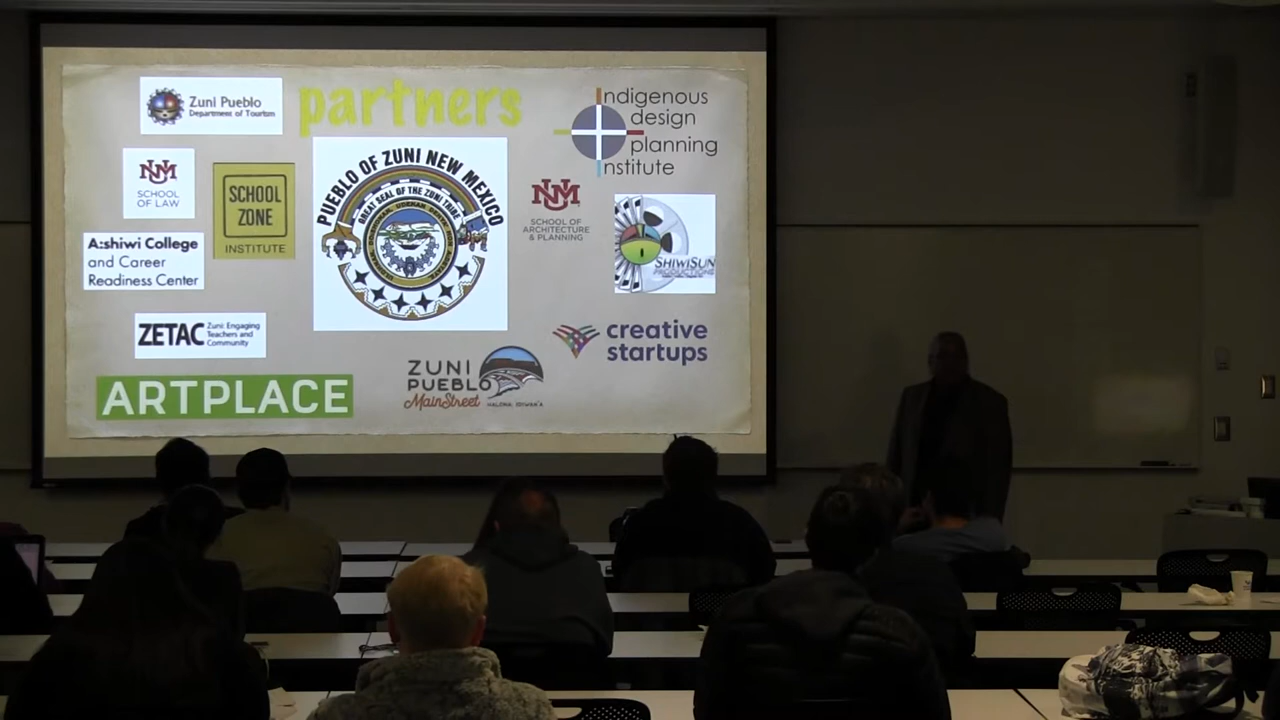 partners
Zuni Pueblo
Department of Tourism
Indigenous
design
planning
institute
PUEBLO OF ZUNI NEW MEXICO
GREAT SEAL OF THE ZUNI TRIBE
UNM
SCHOOL
OF LAW
SCHOOL
ZONE
INSTITUTE
UNM
SCHOOL OF
ARCHITECTURE
& PLANNING
SHIWISUN
PRODUCTIONS
A:shiwi College
and Career
Readiness Center
ZETAC
Zuni: Engaging
Teachers and
Community
creative
startups
ARTPLACE
ZUNI
PUEBLO
MainStreet